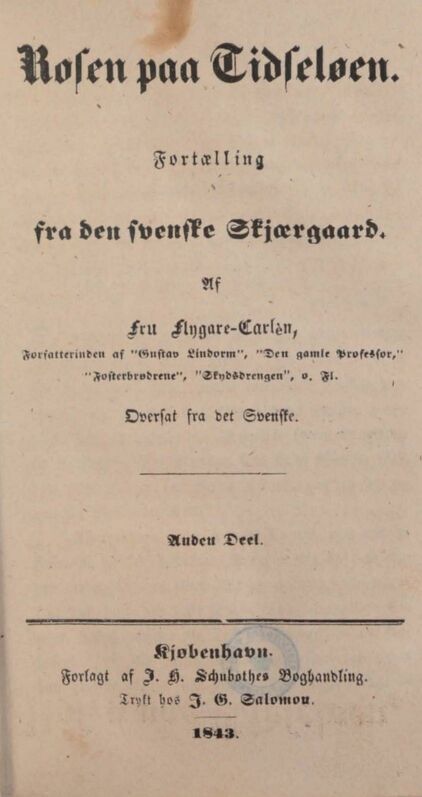 Rosen paa Tidseløen.
Fortælling
fra den svenske Skjærgaard.
Af
Fru Flygare-Carlèn,
Forfatterinden af "Gustav Lindorm", "Den gamle Professor,"
"Fosterbrødrene", "Skydsdrengen", o. Fl.
Oversat fra det Svenske.
Anden Deel.
Kjøbenhavn.
Forlagt af J. H. Schubothes Boghandling.
Trykt hos J. G. Salomon.
1843.